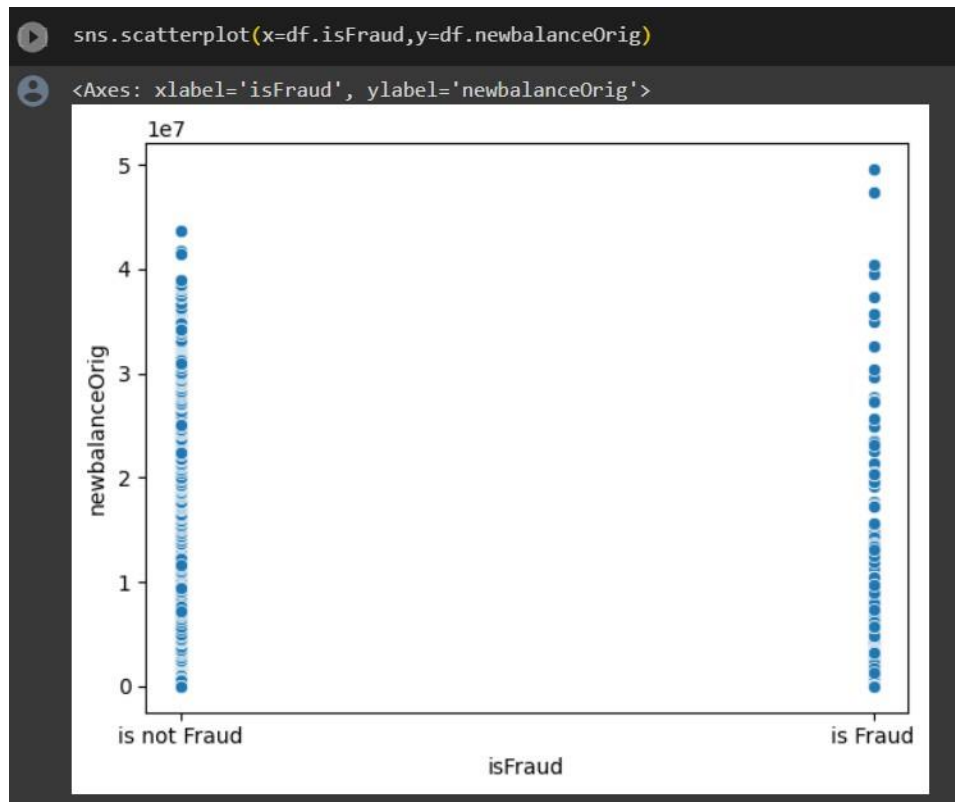 sns.scatterplot(x=df.isFraud,y=df.newbalanceOrig)
<Axes: xlabel='isFraud', ylabel='newbalanceOrig'>
1e7
5
4
3
2
1
0
newbalanceOrig
is not Fraud is Fraud
isFraud